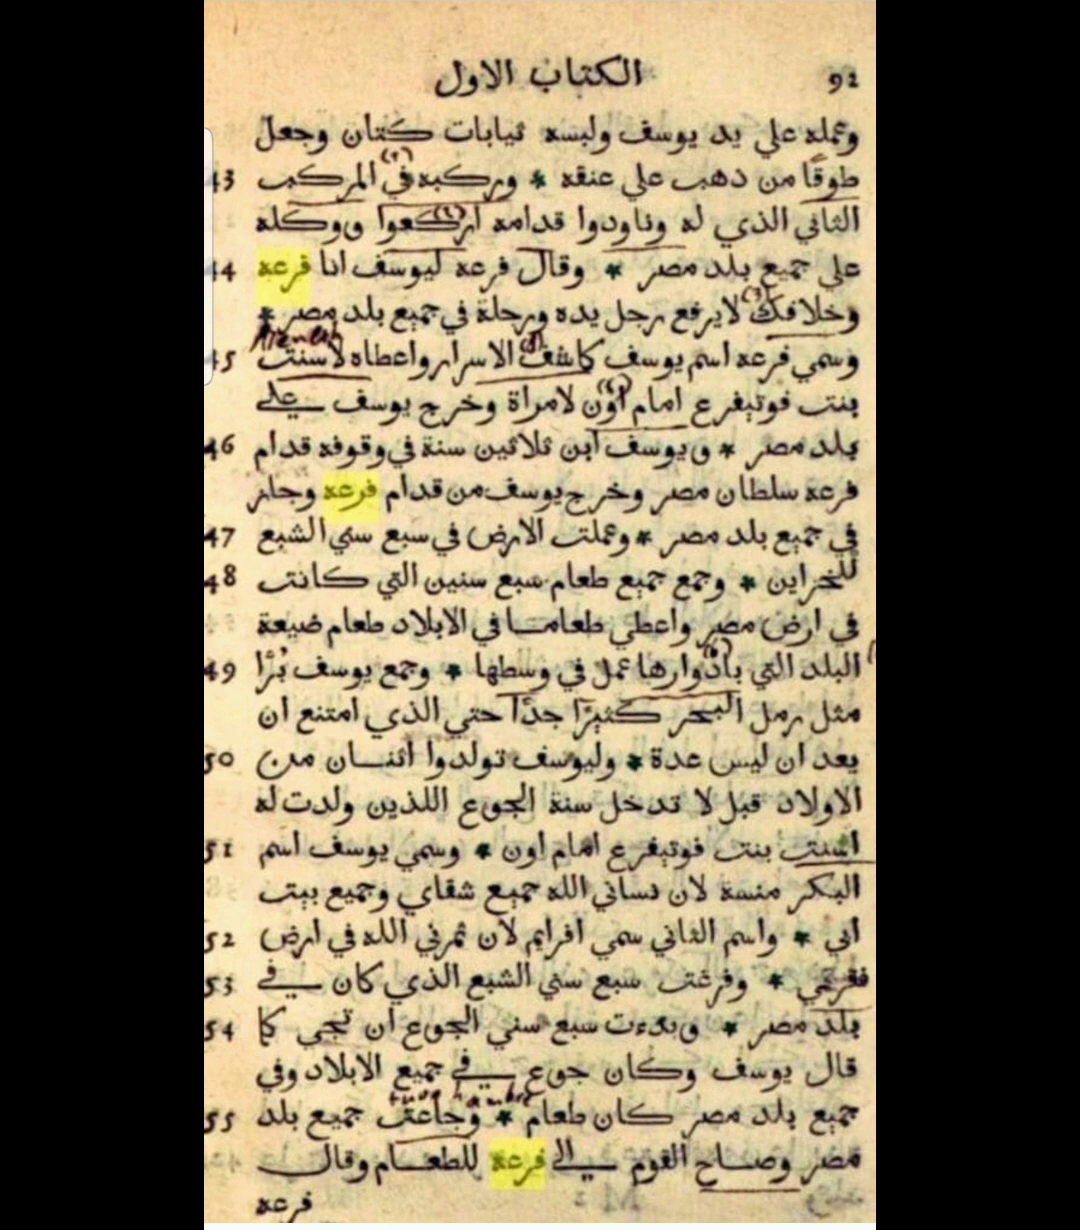 92 الكتاب الاول
وعمله علي يد يوسف ولبسه ثيابات كتان وجعل
43 طوقًا من ذهب علي عنقه * وركبه في (٢) المركب
الثاني الذي له وناودوا قدامه اركعوا (١) ووكله
44 علي جميع بلد مصر * وقال فرعه ليوسف انا فرعه
وخلافك (٣) لا يرفع رجل يده ورجلة في جميع بلد مصر *
45 وسمي فرعه اسم يوسف كاشف الاسرار واعطاه لاسنت
بنت فوتيفرع امام اون لامراة وخرج يوسف علي
46 بلد مصر * ويوسف ابن ثلاثين سنة في وقوفه قدام
فرعه سلطان مصر وخرج يوسف من قدام فرعه وجاز
47 في جميع بلد مصر * وعملت الارض في سبع سني الشبع
48 للخزاين * وجمع جميع طعام سبع سنين التي كانت
في ارض مصر واعطي طعاما في الابلاد طعام ضيعة
49 البلد التي بادوارها عمل في وسطها * وجمع يوسف بُرًا
مثل رمل البحر كثيرًا جدًا حتي الذي امتنع ان
50 يعد ان ليس عدة * وليوسف تولدوا اثنان من
الاولاد قبل لا تدخل سنة الجوع اللذين ولدت له
51 اسنت بنت فوتيفرع امام اون * وسمي يوسف اسم
البكر منسة لان نساني الله جميع شقاي وجميع بيت
52 ابي * واسم الثاني سمي افرايم لان ثمرني الله في ارض
53 فقرتي * وفرغت سبع سني الشبع الذي كان في
54 بلد مصر * وبدءت سبع سني الجوع ان تجي كما
قال يوسف وكان جوع في جميع الابلاد وفي
55 جميع بلد مصر كان طعام * وجاعت جميع بلد
مصر وصاح القوم الي فرعه للطعام وقال
فرعه